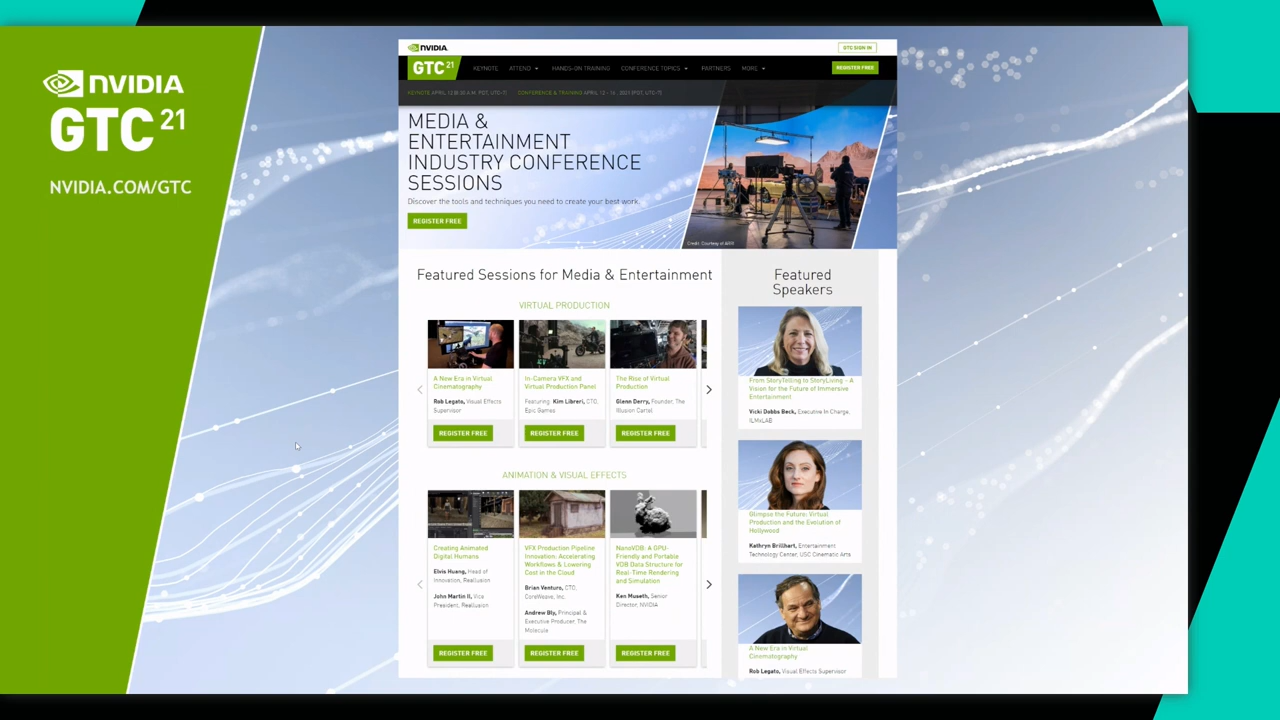 NVIDIA
GTC 21
NVIDIA.COM/GTC
NVIDIA
GTC SIGN IN
GTC 21
KEYNOTE
ATTEND
HANDS-ON TRAINING
CONFERENCE TOPICS
PARTNERS
MORE
REGISTER FREE
CONFERENCE & TRAINING
MEDIA &
ENTERTAINMENT
INDUSTRY CONFERENCE
SESSIONS
Discover the tools and techniques you need to create your best work.
REGISTER FREE
Credit: Courtesy of ARRI
Featured Sessions for Media & Entertainment
VIRTUAL PRODUCTION
A New Era in Virtual
Cinematography
Rob Legato, Visual Effects
Supervisor
REGISTER FREE
In-Camera VFX and
Virtual Production Panel
Featuring Kim Libreri, CTO,
Epic Games
REGISTER FREE
The Rise of Virtual
Production
Glenn Derry, Founder, The
Illusion Cartel
REGISTER FREE
ANIMATION & VISUAL EFFECTS
Creating Animated
Digital Humans
Elvis Huang, Head of
Innovation, Reallusion
John Martin II, Vice
President, Reallusion
REGISTER FREE
VFX Production Pipeline
Innovation: Accelerating
Workflows & Lowering
Cost in the Cloud
Brian Venturo, CTO,
CoreWeave, Inc.
Andrew Bly, Principal &
Executive Producer, The
Molecule
REGISTER FREE
NanoVDB: A GPU-
Friendly and Portable
VDB Data Structure for
Real-Time Rendering
and Simulation
Ken Museth, Senior
Director, NVIDIA
REGISTER FREE
Featured
Speakers
From StoryTelling to StoryLiving - A
Vision for the Future of Immersive
Entertainment
Vicki Dobbs Beck, Executive In Charge,
ILMxLAB
Glimpse the Future: Virtual
Production and the Evolution of
Hollywood
Kathryn Brillhart, Entertainment
Technology Center, USC Cinematic Arts
A New Era in Virtual
Cinematography
Rob Legato, Visual Effects Supervisor